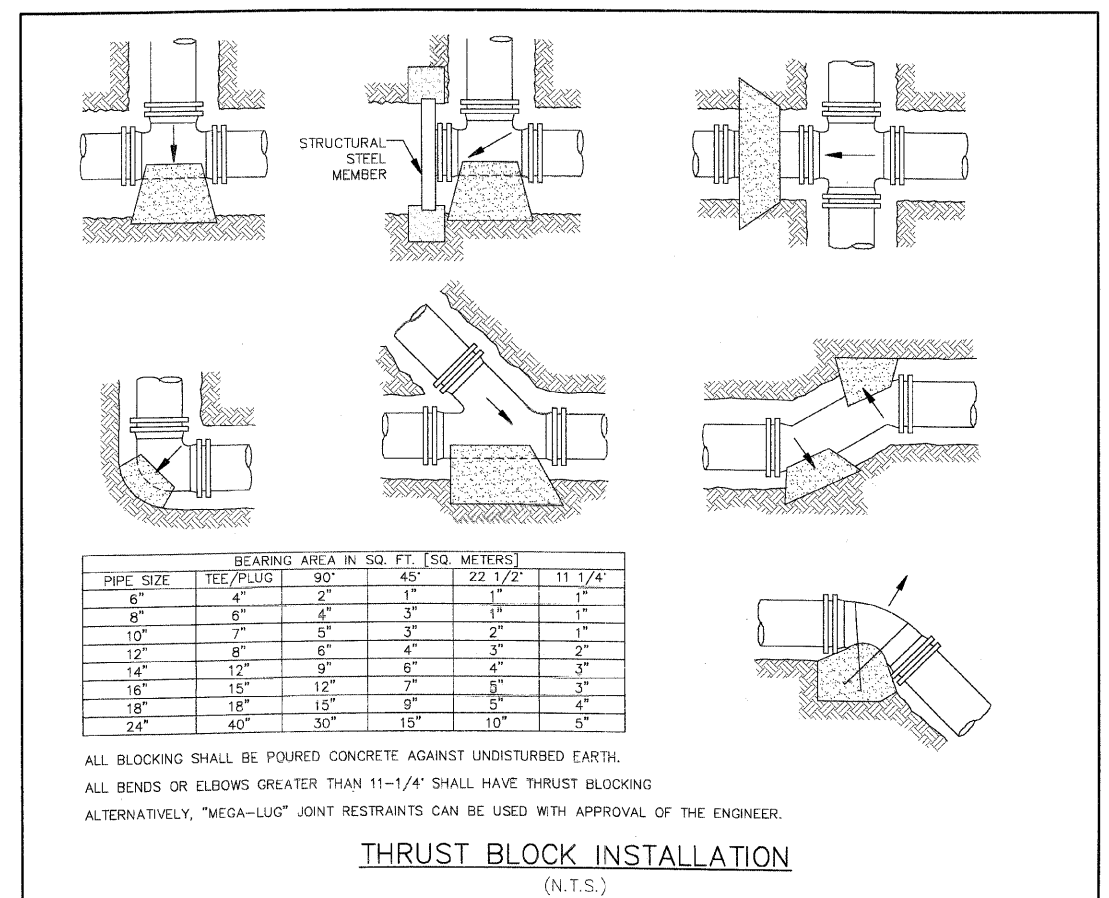 STRUCTURAL
STEEL
MEMBER
BEARING AREA IN SQ. FT. [SQ. METERS]
PIPE SIZE TEE/PLUG 90° 45° 22 1/2° 11 1/4°
6" 4" 2" 1" 1" 1"
8" 6" 4" 3" 1" 1"
10" 7" 5" 3" 2" 1"
12" 8" 6" 4" 3" 2"
14" 12" 9" 6" 4" 3"
16" 15" 12" 7" 5" 3"
18" 18" 15" 9" 5" 4"
24" 40" 30" 15" 10" 5"
ALL BLOCKING SHALL BE POURED CONCRETE AGAINST UNDISTURBED EARTH.
ALL BENDS OR ELBOWS GREATER THAN 11-1/4° SHALL HAVE THRUST BLOCKING
ALTERNATIVELY, "MEGA-LUG" JOINT RESTRAINTS CAN BE USED WITH APPROVAL OF THE ENGINEER.
THRUST BLOCK INSTALLATION
(N.T.S.)